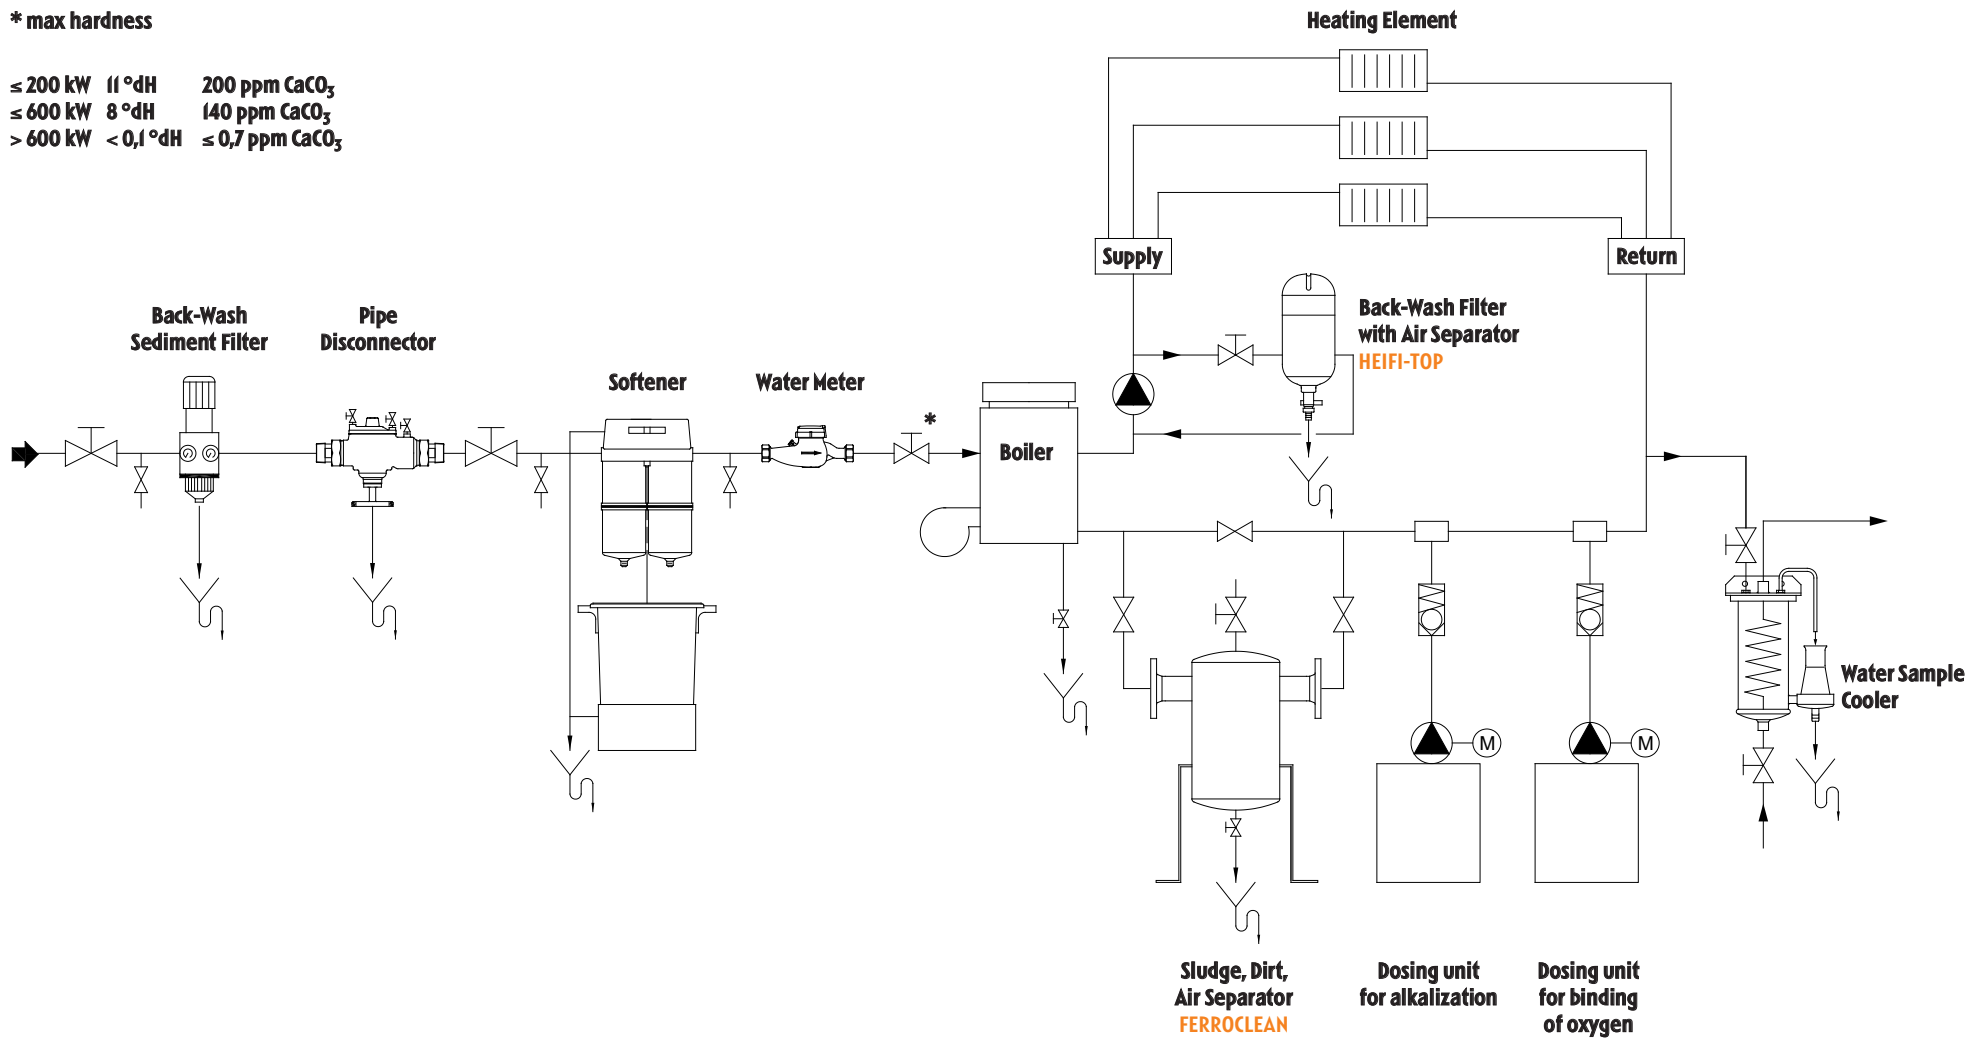 * max hardness
≤ 200 kW 11 °dH 200 ppm CaCO₃
≤ 600 kW 8 °dH 140 ppm CaCO₃
> 600 kW < 0,1 °dH ≤ 0,7 ppm CaCO₃
Heating Element
Supply
Return
Back-Wash
Sediment Filter
Pipe
Disconnector
Softener
Water Meter
*
Boiler
Back-Wash Filter
with Air Separator
HEIFI-TOP
Water Sample
Cooler
M
M
Sludge, Dirt,
Air Separator
FERROCLEAN
Dosing unit
for alkalization
Dosing unit
for binding
of oxygen